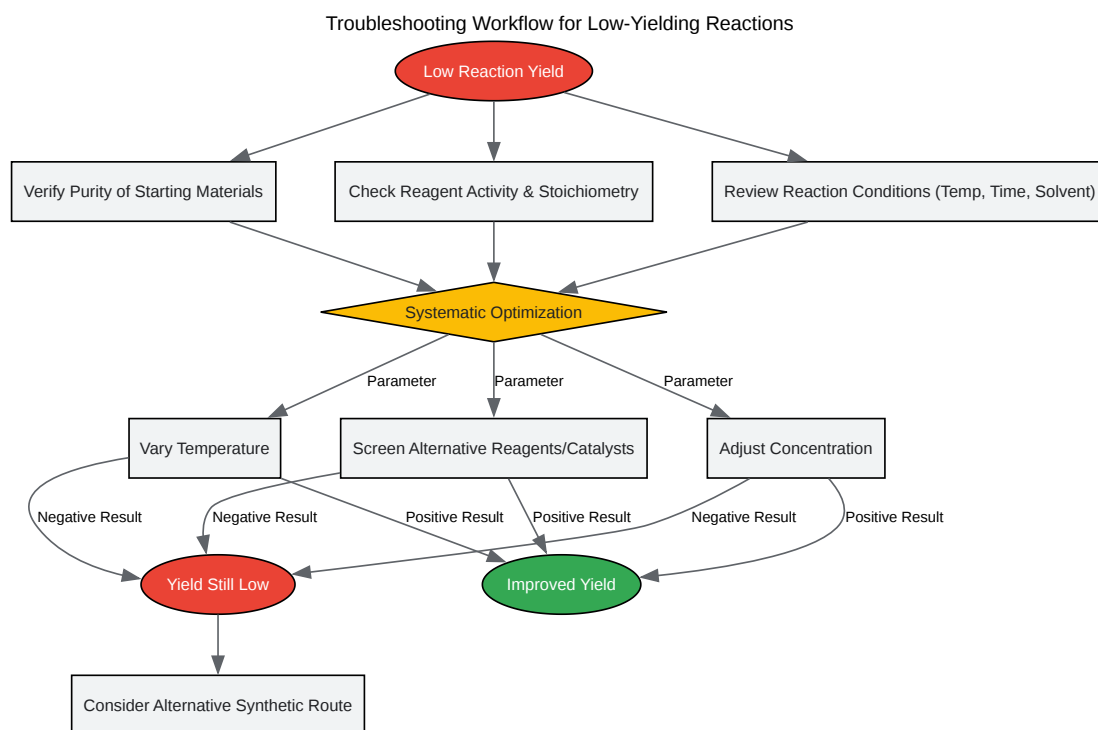 Troubleshooting Workflow for Low-Yielding Reactions
Low Reaction Yield
Verify Purity of Starting Materials
Check Reagent Activity & Stoichiometry
Review Reaction Conditions (Temp, Time, Solvent)
Systematic Optimization
Parameter
Parameter
Parameter
Vary Temperature
Screen Alternative Reagents/Catalysts
Adjust Concentration
Negative Result
Negative Result
Positive Result
Positive Result
Negative Result
Positive Result
Yield Still Low
Improved Yield
Consider Alternative Synthetic Route